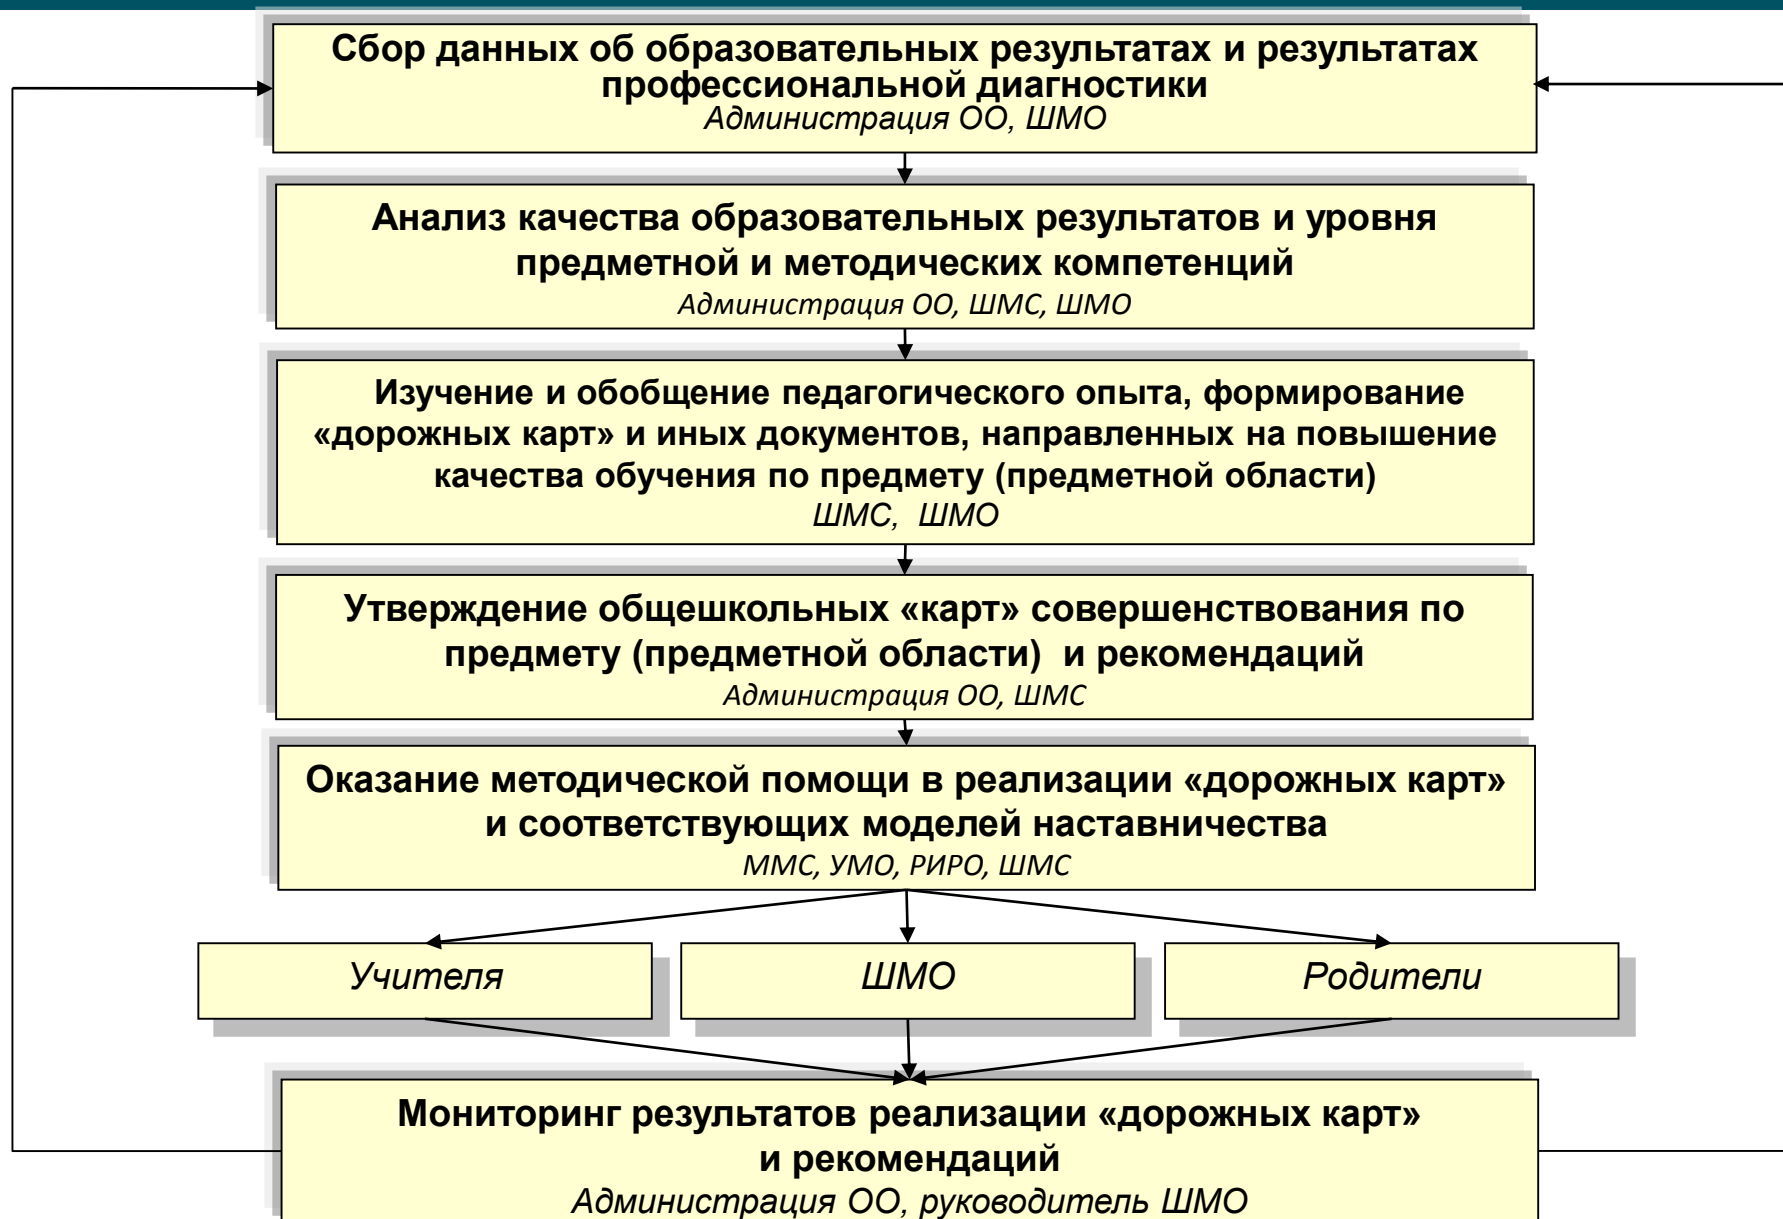 Сбор данных об образовательных результатах и результатах
профессиональной диагностики
Администрация ОО, ШМО
Анализ качества образовательных результатов и уровня
предметной и методических компетенций
Администрация ОО, ШМС, ШМО
Изучение и обобщение педагогического опыта, формирование
«дорожных карт» и иных документов, направленных на повышение
качества обучения по предмету (предметной области)
ШМС, ШМО
Утверждение общешкольных «карт» совершенствования по
предмету (предметной области) и рекомендаций
Администрация ОО, ШМС
Оказание методической помощи в реализации «дорожных карт»
и соответствующих моделей наставничества
ММС, УМО, РИРО, ШМС
Учителя
ШМО
Родители
Мониторинг результатов реализации «дорожных карт»
и рекомендаций
Администрация ОО, руководитель ШМО